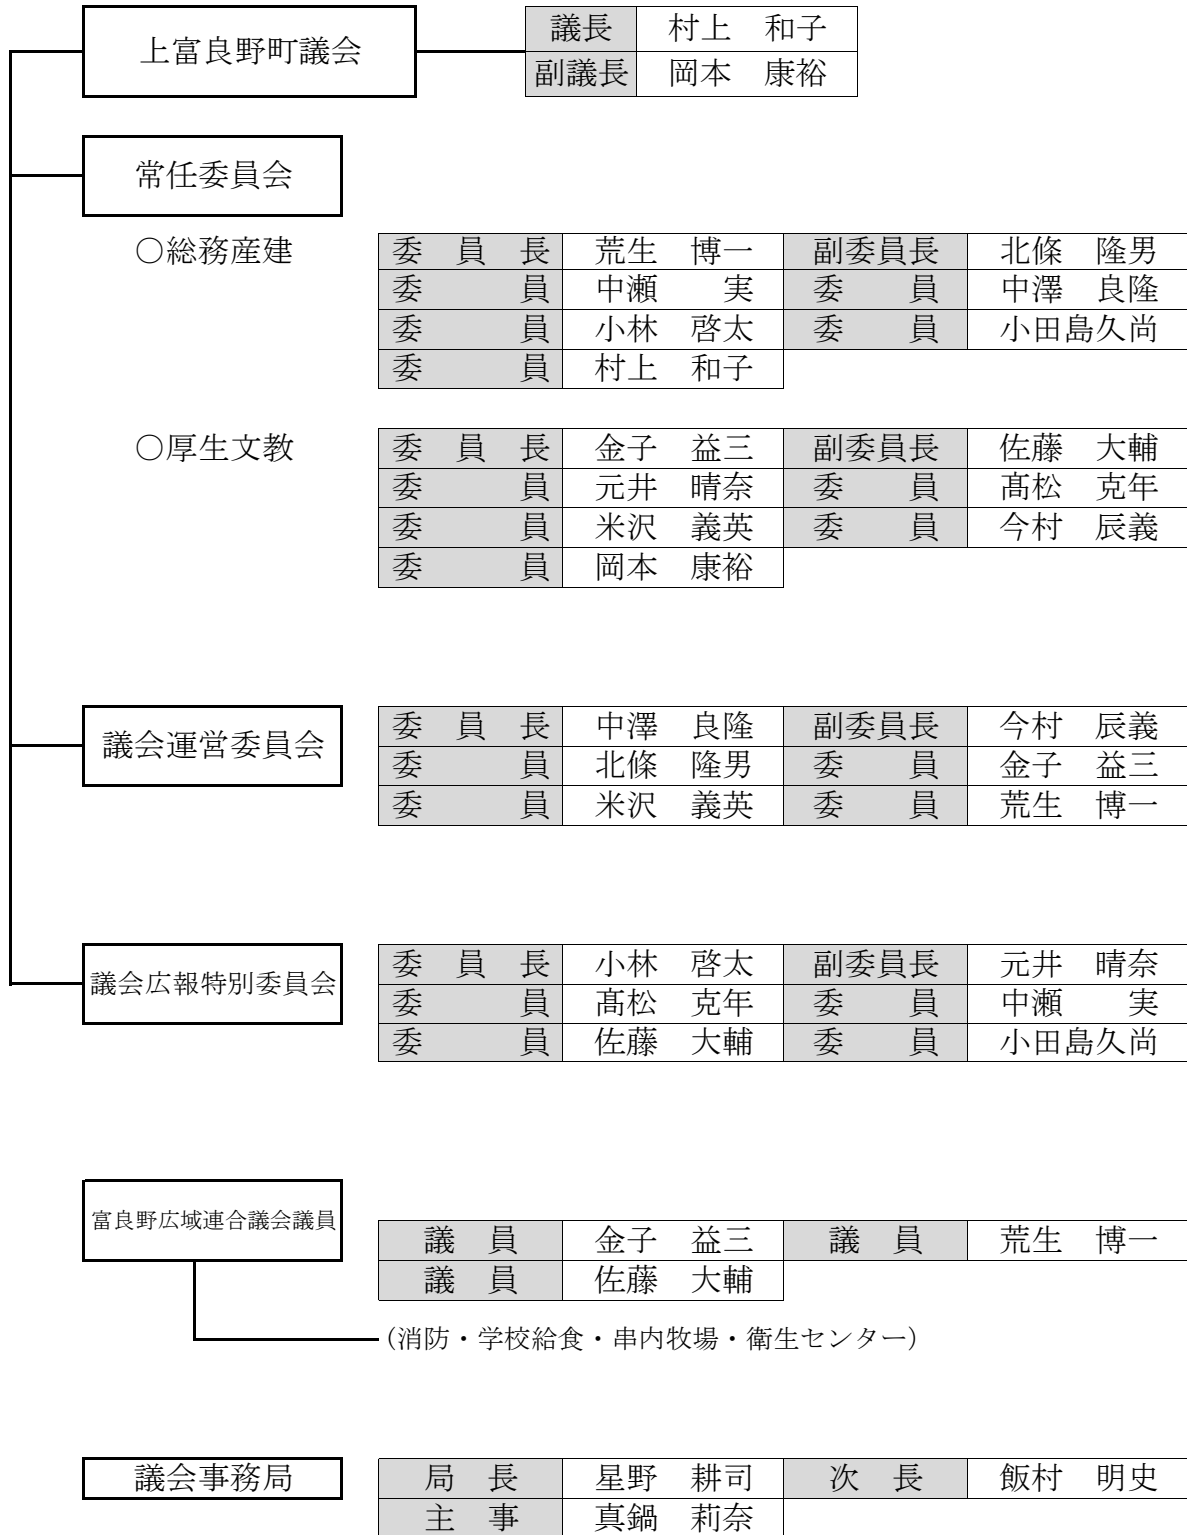 議長 村上　和子
上富良野町議会
副議長 岡本　康裕
常任委員会
○総務産建 委　員　長 荒生　博一 副委員長 北條　隆男
委　　　員 中瀬　　実 委　　員 中澤　良隆
委　　　員 小林　啓太 委　　員 小田島久尚
委　　　員 村上　和子
○厚生文教 委　員　長 金子　益三 副委員長 佐藤　大輔
委　　　員 元井　晴奈 委　　員 髙松　克年
委　　　員 米沢　義英 委　　員 今村　辰義
委　　　員 岡本　康裕
委　員　長 中澤　良隆 副委員長 今村　辰義
議会運営委員会 委　　　員 北條　隆男 委　　員 金子　益三
委　　　員 米沢　義英 委　　員 荒生　博一
委　員　長 小林　啓太 副委員長 元井　晴奈
議会広報特別委員会 委　　　員 髙松　克年 委　　員 中瀬　　実
委　　　員 佐藤　大輔 委　　員 小田島久尚
富良野広域連合議会議員
議　員 金子　益三 議　員 荒生　博一
議　員 佐藤　大輔
(消防・学校給食・串内牧場・衛生センター)
議会事務局 局　長 星野　耕司 次　長 飯村　明史
主　事 真鍋　莉奈